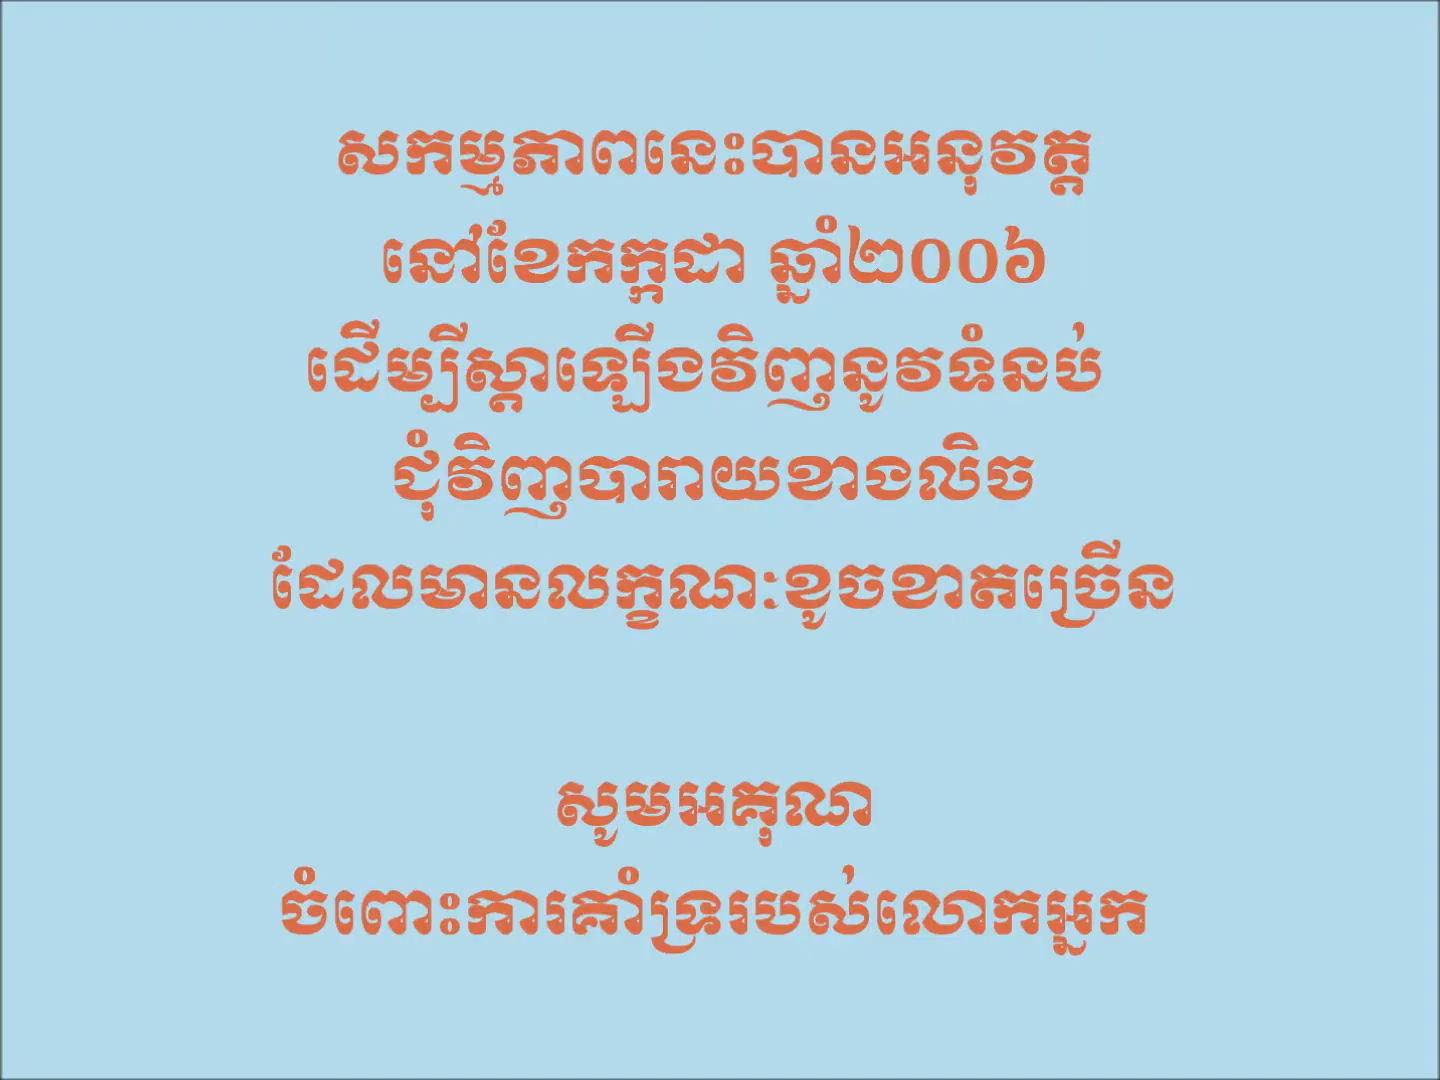 សកម្មភាពនេះបានអនុវត្ត
នៅខែកក្កដា ឆ្នាំ២០០៦
ដើម្បីស្តាឡើងវិញនូវទំនប់
ជុំវិញបារាយខាងលិច
ដែលមានលក្ខណៈខូចខាតច្រើន
សូមអគុណ
ចំពោះការគាំទ្ររបស់លោកអ្នក